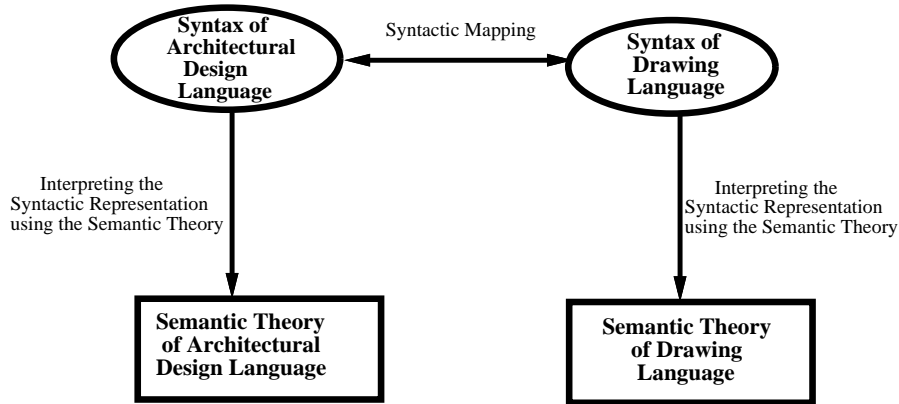 Syntax of
Architectural
Design
Language
Syntactic Mapping
Syntax of
Drawing
Language
Interpreting the
Syntactic Representation
using the Semantic Theory
Interpreting the
Syntactic Representation
using the Semantic Theory
Semantic Theory
of Architectural
Design Language
Semantic Theory
of Drawing
Language